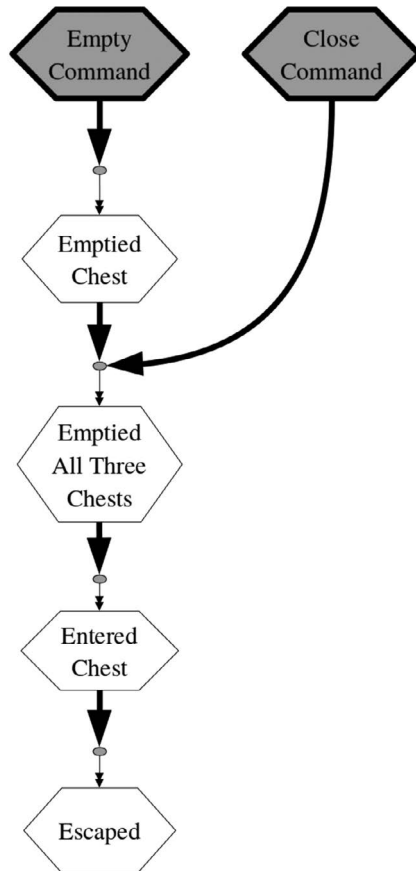 Empty
Command
Close
Command
Emptied
Chest
Emptied
All Three
Chests
Entered
Chest
Escaped